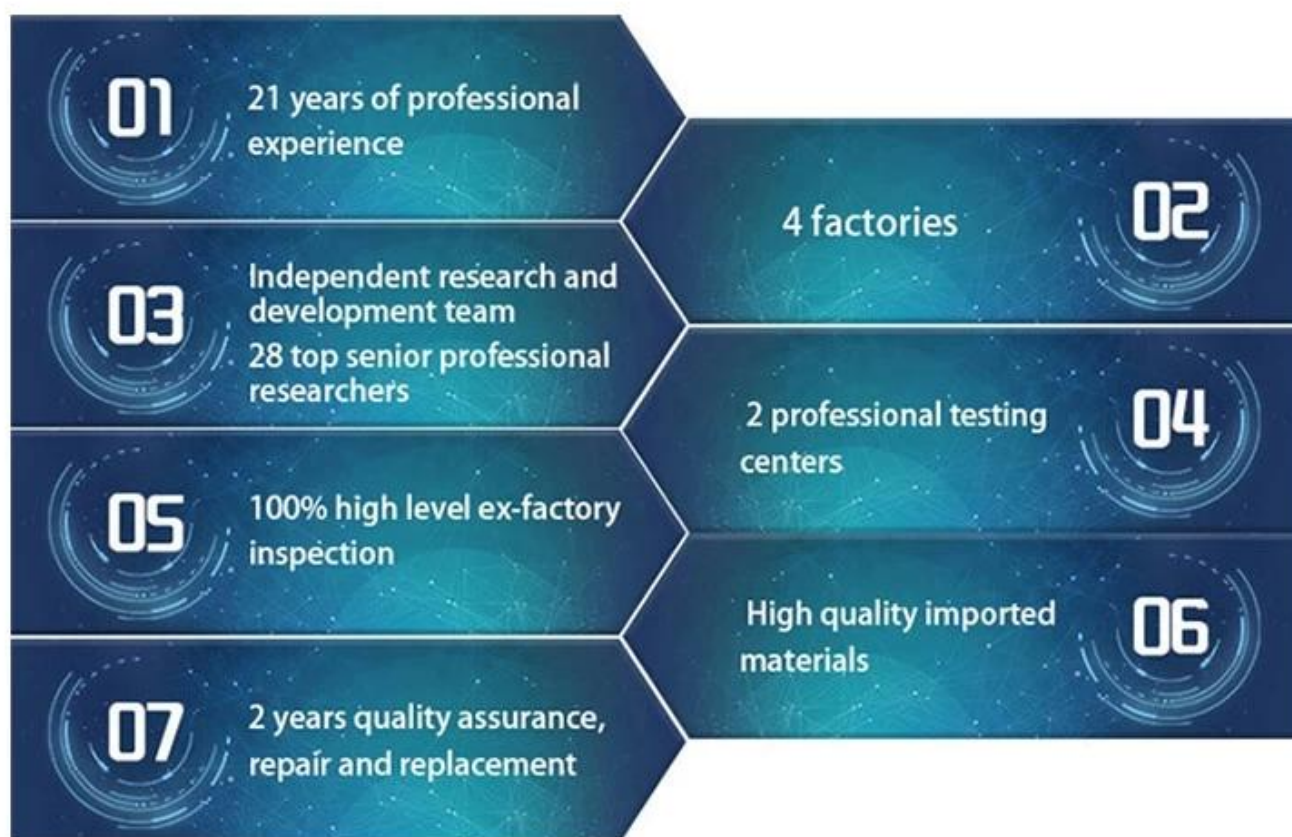 01
21 years of professional
experience
02
4 factories
03
Independent research and
development team
28 top senior professional
researchers
04
2 professional testing
centers
05
100% high level ex-factory
inspection
06
High quality imported
materials
07
2 years quality assurance,
repair and replacement